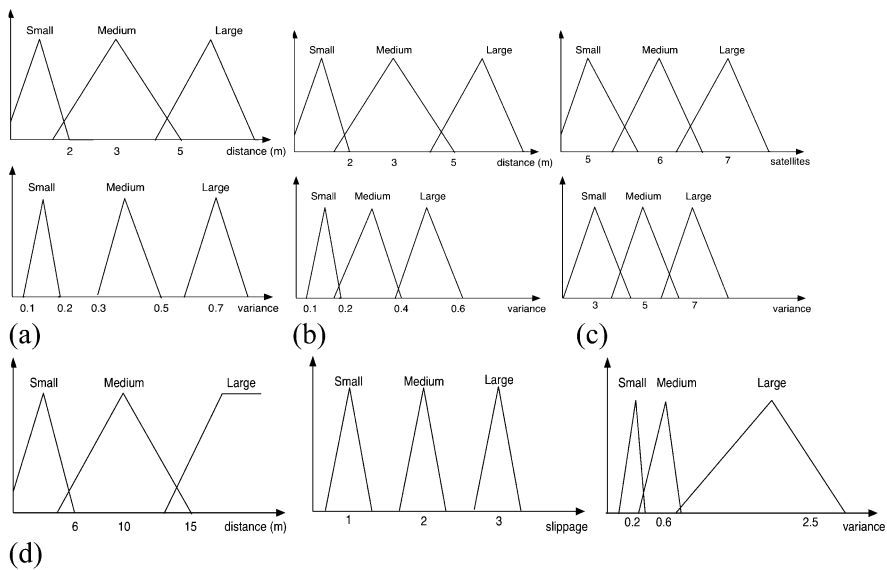 Small Medium Large
2 3 5 distance (m)
Small Medium Large
2 3 5 distance (m)
Small Medium Large
5 6 7 satellites
Small Medium Large
0.1 0.2 0.3 0.5 0.7 variance
(a)
Small Medium Large
0.1 0.2 0.4 0.6 variance
(b)
Small Medium Large
3 5 7 variance
(c)
Small Medium Large
6 10 15 distance (m)
Small Medium Large
1 2 3 slippage
Small Medium Large
0.2 0.6 2.5 variance
(d)